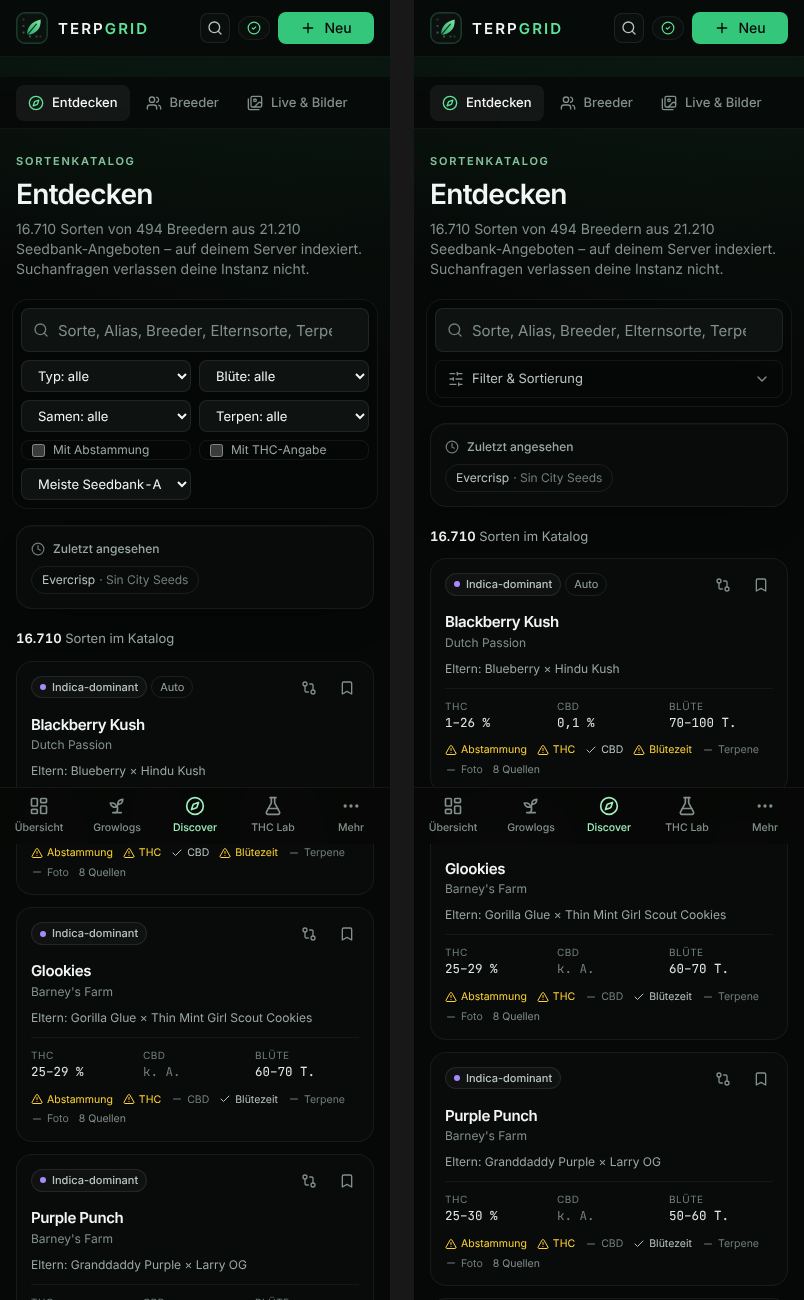 TERPGRID
Neu
Entdecken
Breeder
Live & Bilder
SORTENKATALOG
Entdecken
16.710 Sorten von 494 Breedern aus 21.210
Seedbank-Angeboten – auf deinem Server indexiert.
Suchanfragen verlassen deine Instanz nicht.
Sorte, Alias, Breeder, Elternsorte, Terpe
Typ: alle
Blüte: alle
Samen: alle
Terpen: alle
Mit Abstammung
Mit THC-Angabe
Meiste Seedbank-A
Zuletzt angesehen
Evercrisp · Sin City Seeds
16.710 Sorten im Katalog
Indica-dominant
Auto
Blackberry Kush
Dutch Passion
Eltern: Blueberry × Hindu Kush
Übersicht
Growlogs
Discover
THC Lab
Mehr
Abstammung THC CBD Blütezeit — Terpene
— Foto 8 Quellen
Indica-dominant
Glookies
Barney's Farm
Eltern: Gorilla Glue × Thin Mint Girl Scout Cookies
THC CBD BLÜTE
25–29 % k. A. 60–70 T.
Abstammung THC — CBD Blütezeit — Terpene
— Foto 8 Quellen
Indica-dominant
Purple Punch
Barney's Farm
Eltern: Granddaddy Purple × Larry OG
TERPGRID
Neu
Entdecken
Breeder
Live & Bilder
SORTENKATALOG
Entdecken
16.710 Sorten von 494 Breedern aus 21.210
Seedbank-Angeboten – auf deinem Server indexiert.
Suchanfragen verlassen deine Instanz nicht.
Sorte, Alias, Breeder, Elternsorte, Terpe
Filter & Sortierung
Zuletzt angesehen
Evercrisp · Sin City Seeds
16.710 Sorten im Katalog
Indica-dominant
Auto
Blackberry Kush
Dutch Passion
Eltern: Blueberry × Hindu Kush
THC CBD BLÜTE
1–26 % 0,1 % 70–100 T.
Abstammung THC CBD Blütezeit — Terpene
— Foto 8 Quellen
Übersicht
Growlogs
Discover
THC Lab
Mehr
Glookies
Barney's Farm
Eltern: Gorilla Glue × Thin Mint Girl Scout Cookies
THC CBD BLÜTE
25–29 % k. A. 60–70 T.
Abstammung THC — CBD Blütezeit — Terpene
— Foto 8 Quellen
Indica-dominant
Purple Punch
Barney's Farm
Eltern: Granddaddy Purple × Larry OG
THC CBD BLÜTE
25–30 % k. A. 50–60 T.
Abstammung THC — CBD Blütezeit — Terpene
— Foto 8 Quellen